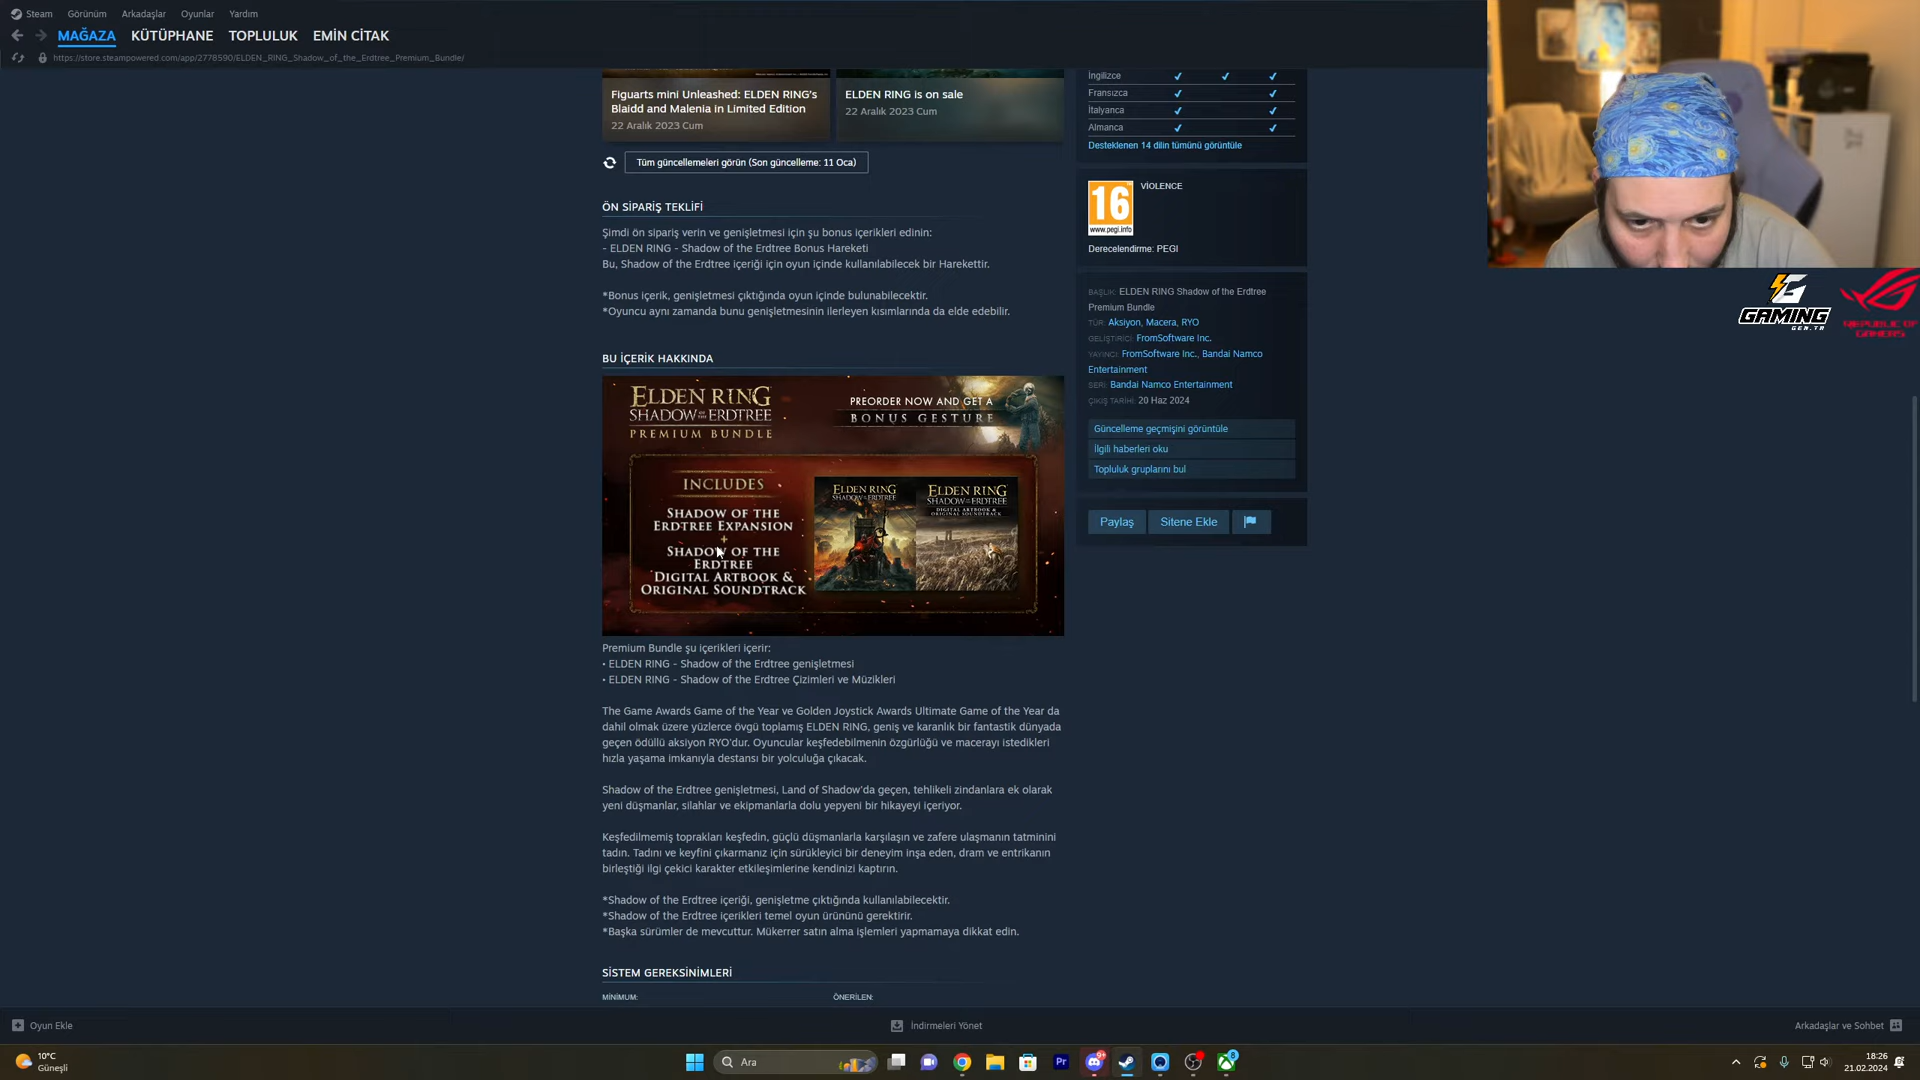 Steam Görünüm Arkadaşlar Oyunlar Yardım
MAĞAZA KÜTÜPHANE TOPLULUK EMİN CİTAK
https://store.steampowered.com/app/2778590/ELDEN_RING_Shadow_of_the_Erdtree_Premium_Bundle/
Figuarts mini Unleashed: ELDEN RING's
Blaidd and Malenia in Limited Edition
22 Aralık 2023 Cum
ELDEN RING is on sale
22 Aralık 2023 Cum
Tüm güncellemeleri görün (Son güncelleme: 11 Oca)
ÖN SİPARİŞ TEKLİFİ
Şimdi ön sipariş verin ve genişletmesi için şu bonus içerikleri edinin:
- ELDEN RING - Shadow of the Erdtree Bonus Hareketi
Bu, Shadow of the Erdtree içeriği için oyun içinde kullanılabilecek bir Harekettir.
*Bonus içerik, genişletmesi çıktığında oyun içinde bulunabilecektir.
*Oyuncu aynı zamanda bunu genişletmesinin ilerleyen kısımlarında da elde edebilir.
BU İÇERİK HAKKINDA
ELDEN RING
SHADOW OF THE ERDTREE
PREMIUM BUNDLE
PREORDER NOW AND GET A
BONUS GESTURE
INCLUDES
SHADOW OF THE
ERDTREE EXPANSION
+
SHADOW OF THE
ERDTREE
DIGITAL ARTBOOK &
ORIGINAL SOUNDTRACK
ELDEN RING
SHADOW OF THE ERDTREE
ELDEN RING
SHADOW OF THE ERDTREE
DIGITAL ARTBOOK &
ORIGINAL SOUNDTRACK
Premium Bundle şu içerikleri içerir:
• ELDEN RING - Shadow of the Erdtree genişletmesi
• ELDEN RING - Shadow of the Erdtree Çizimleri ve Müzikleri
The Game Awards Game of the Year ve Golden Joystick Awards Ultimate Game of the Year da
dahil olmak üzere yüzlerce övgü toplamış ELDEN RING, geniş ve karanlık bir fantastik dünyada
geçen ödüllü aksiyon RYO'dur. Oyuncular keşfedebilmenin özgürlüğü ve macerayı istedikleri
hızla yaşama imkanıyla destansı bir yolculuğa çıkacak.
Shadow of the Erdtree genişletmesi, Land of Shadow'da geçen, tehlikeli zindanlara ek olarak
yeni düşmanlar, silahlar ve ekipmanlarla dolu yepyeni bir hikayeyi içeriyor.
Keşfedilmemiş toprakları keşfedin, güçlü düşmanlarla karşılaşın ve zafere ulaşmanın tatminini
tadın. Tadını ve keyfini çıkarmanız için sürükleyici bir deneyim inşa eden, dram ve entrikanın
birleştiği ilgi çekici karakter etkileşimlerine kendinizi kaptırın.
*Shadow of the Erdtree içeriği, genişletme çıktığında kullanılabilecektir.
*Shadow of the Erdtree içerikleri temel oyun ürününü gerektirir.
*Başka sürümler de mevcuttur. Mükerrer satın alma işlemleri yapmamaya dikkat edin.
SİSTEM GEREKSİNİMLERİ
MİNİMUM: ÖNERİLEN:
İngilizce ✔ ✔ ✔
Fransızca ✔ ✔
İtalyanca ✔ ✔
Almanca ✔ ✔
Desteklenen 14 dilin tümünü görüntüle
16
www.pegi.info
VİOLENCE
Derecelendirme: PEGI
BAŞLIK: ELDEN RING Shadow of the Erdtree
Premium Bundle
TÜR: Aksiyon, Macera, RYO
GELİŞTİRİCİ: FromSoftware Inc.
YAYINCI: FromSoftware Inc., Bandai Namco
Entertainment
SERİ: Bandai Namco Entertainment
ÇIKIŞ TARİHİ: 20 Haz 2024
Güncelleme geçmişini görüntüle
İlgili haberleri oku
Topluluk gruplarını bul
Paylaş Sitene Ekle
GAMING
GEN.TR
REPUBLIC OF
GAMERS
Oyun Ekle
İndirmeleri Yönet
Arkadaşlar ve Sohbet
10°C
Güneşli
Ara
Pr
18:26
21.02.2024